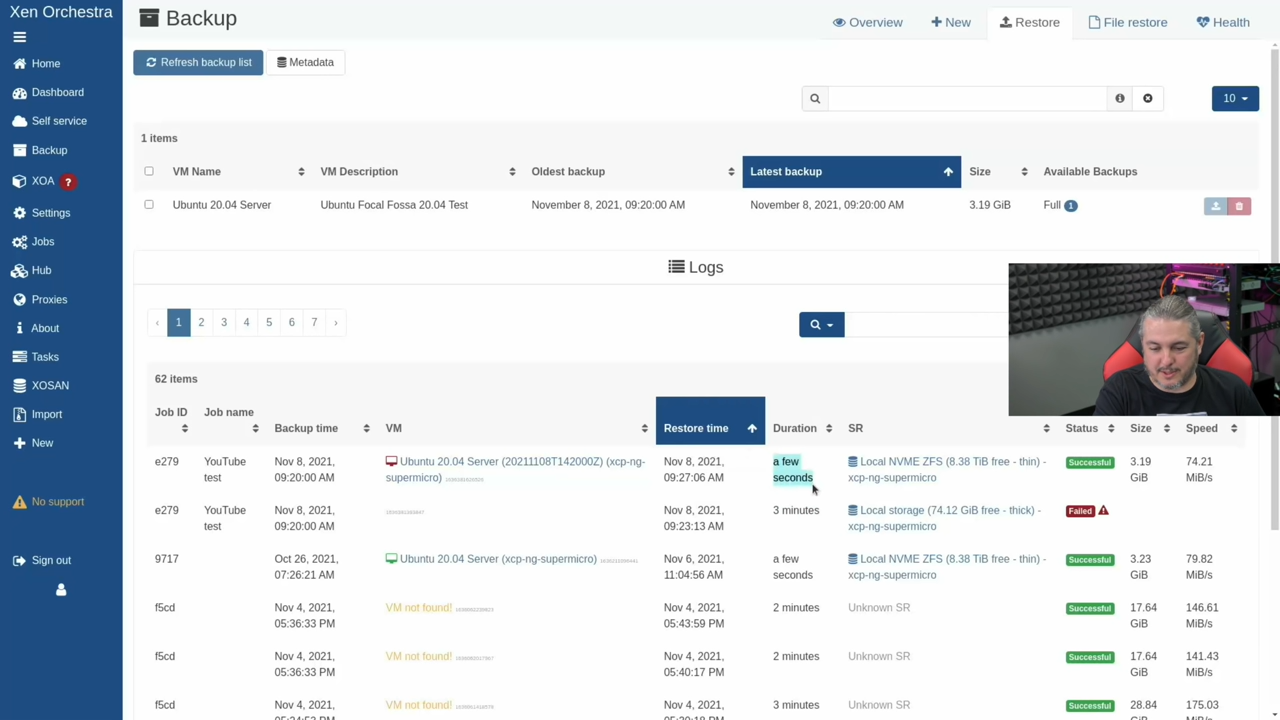 Xen Orchestra
Backup
Overview
New
Restore
File restore
Health
Home
Dashboard
Self service
Backup
XOA ?
Settings
Jobs
Hub
Proxies
About
Tasks
XOSAN
Import
New
No support
Sign out
Refresh backup list
Metadata
10
1 items
VM Name VM Description Oldest backup Latest backup Size Available Backups
Ubuntu 20.04 Server Ubuntu Focal Fossa 20.04 Test November 8, 2021, 09:20:00 AM November 8, 2021, 09:20:00 AM 3.19 GiB Full 1
Logs
‹ 1 2 3 4 5 6 7 ›
62 items
Job ID Job name Backup time VM Restore time Duration SR Status Size Speed
e279 YouTube Nov 8, 2021, Ubuntu 20.04 Server (20211108T142000Z) (xcp-ng- Nov 8, 2021, a few Local NVME ZFS (8.38 TiB free - thin) - Successful 3.19 74.21
test 09:20:00 AM supermicro) 09:27:06 AM seconds xcp-ng-supermicro GiB MiB/s
e279 YouTube Nov 8, 2021, Nov 8, 2021, 3 minutes Local storage (74.12 GiB free - thick) - Failed
test 09:20:00 AM 09:23:13 AM xcp-ng-supermicro
9717 Oct 26, 2021, Ubuntu 20.04 Server (xcp-ng-supermicro) Nov 6, 2021, a few Local NVME ZFS (8.38 TiB free - thin) - Successful 3.23 79.82
07:26:21 AM 11:04:56 AM seconds xcp-ng-supermicro GiB MiB/s
f5cd Nov 4, 2021, VM not found! Nov 4, 2021, 2 minutes Unknown SR Successful 17.64 146.61
05:36:33 PM 05:43:59 PM GiB MiB/s
f5cd Nov 4, 2021, VM not found! Nov 4, 2021, 2 minutes Unknown SR Successful 17.64 141.43
05:36:33 PM 05:40:17 PM GiB MiB/s
f5cd Nov 4, 2021, VM not found! Nov 4, 2021, 3 minutes Unknown SR Successful 28.84 175.03